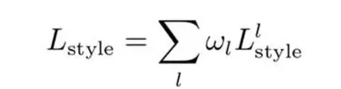 L_style = ∑_l ω_l L^l_style